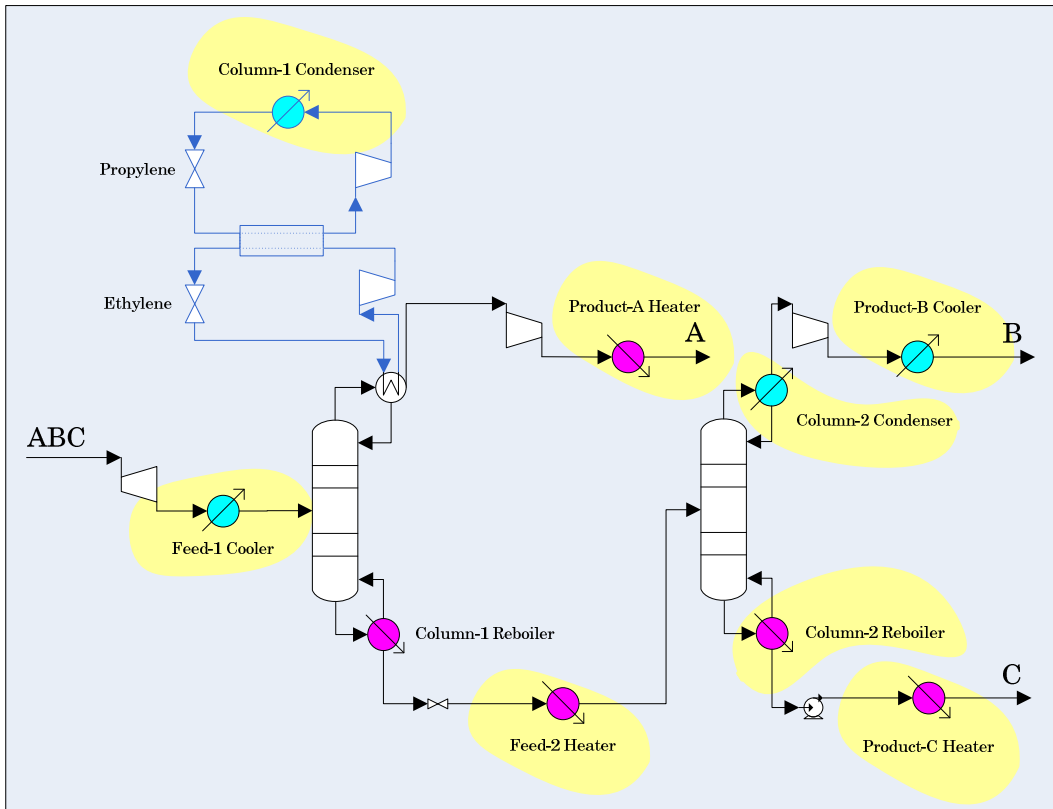 Column-1 Condenser
Propylene
Ethylene
Product-A Heater
A
Product-B Cooler
B
Column-2 Condenser
ABC
Feed-1 Cooler
Column-1 Reboiler
Column-2 Reboiler
C
Feed-2 Heater
Product-C Heater